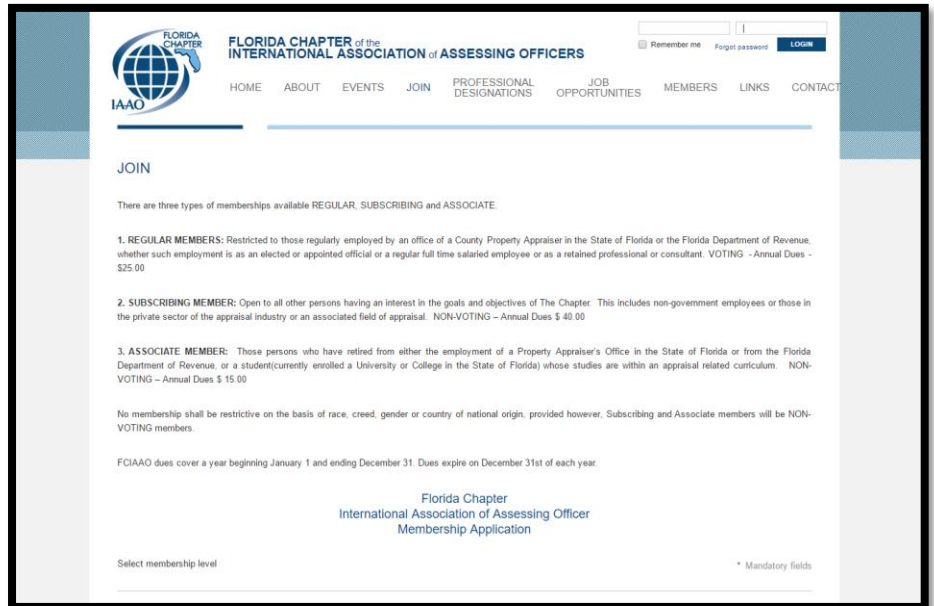 FLORIDA
CHAPTER
IAAO
FLORIDA CHAPTER of the
INTERNATIONAL ASSOCIATION of ASSESSING OFFICERS
Remember me
Forgot password
LOGIN
HOME
ABOUT
EVENTS
JOIN
PROFESSIONAL
DESIGNATIONS
JOB
OPPORTUNITIES
MEMBERS
LINKS
CONTACT
JOIN
There are three types of memberships available REGULAR, SUBSCRIBING and ASSOCIATE.
1. REGULAR MEMBERS: Restricted to those regularly employed by an office of a County Property Appraiser in the State of Florida or the Florida Department of Revenue,
whether such employment is as an elected or appointed official or a regular full time salaried employee or as a retained professional or consultant. VOTING - Annual Dues -
$25.00
2. SUBSCRIBING MEMBER: Open to all other persons having an interest in the goals and objectives of The Chapter. This includes non-government employees or those in
the private sector of the appraisal industry or an associated field of appraisal. NON-VOTING – Annual Dues $ 40.00
3. ASSOCIATE MEMBER: Those persons who have retired from either the employment of a Property Appraiser's Office in the State of Florida or from the Florida
Department of Revenue, or a student(currently enrolled a University or College in the State of Florida) whose studies are within an appraisal related curriculum. NON-
VOTING – Annual Dues $ 15.00
No membership shall be restrictive on the basis of race, creed, gender or country of national origin, provided however, Subscribing and Associate members will be NON-
VOTING members.
FCIAAO dues cover a year beginning January 1 and ending December 31. Dues expire on December 31st of each year.
Florida Chapter
International Association of Assessing Officer
Membership Application
Select membership level
* Mandatory fields